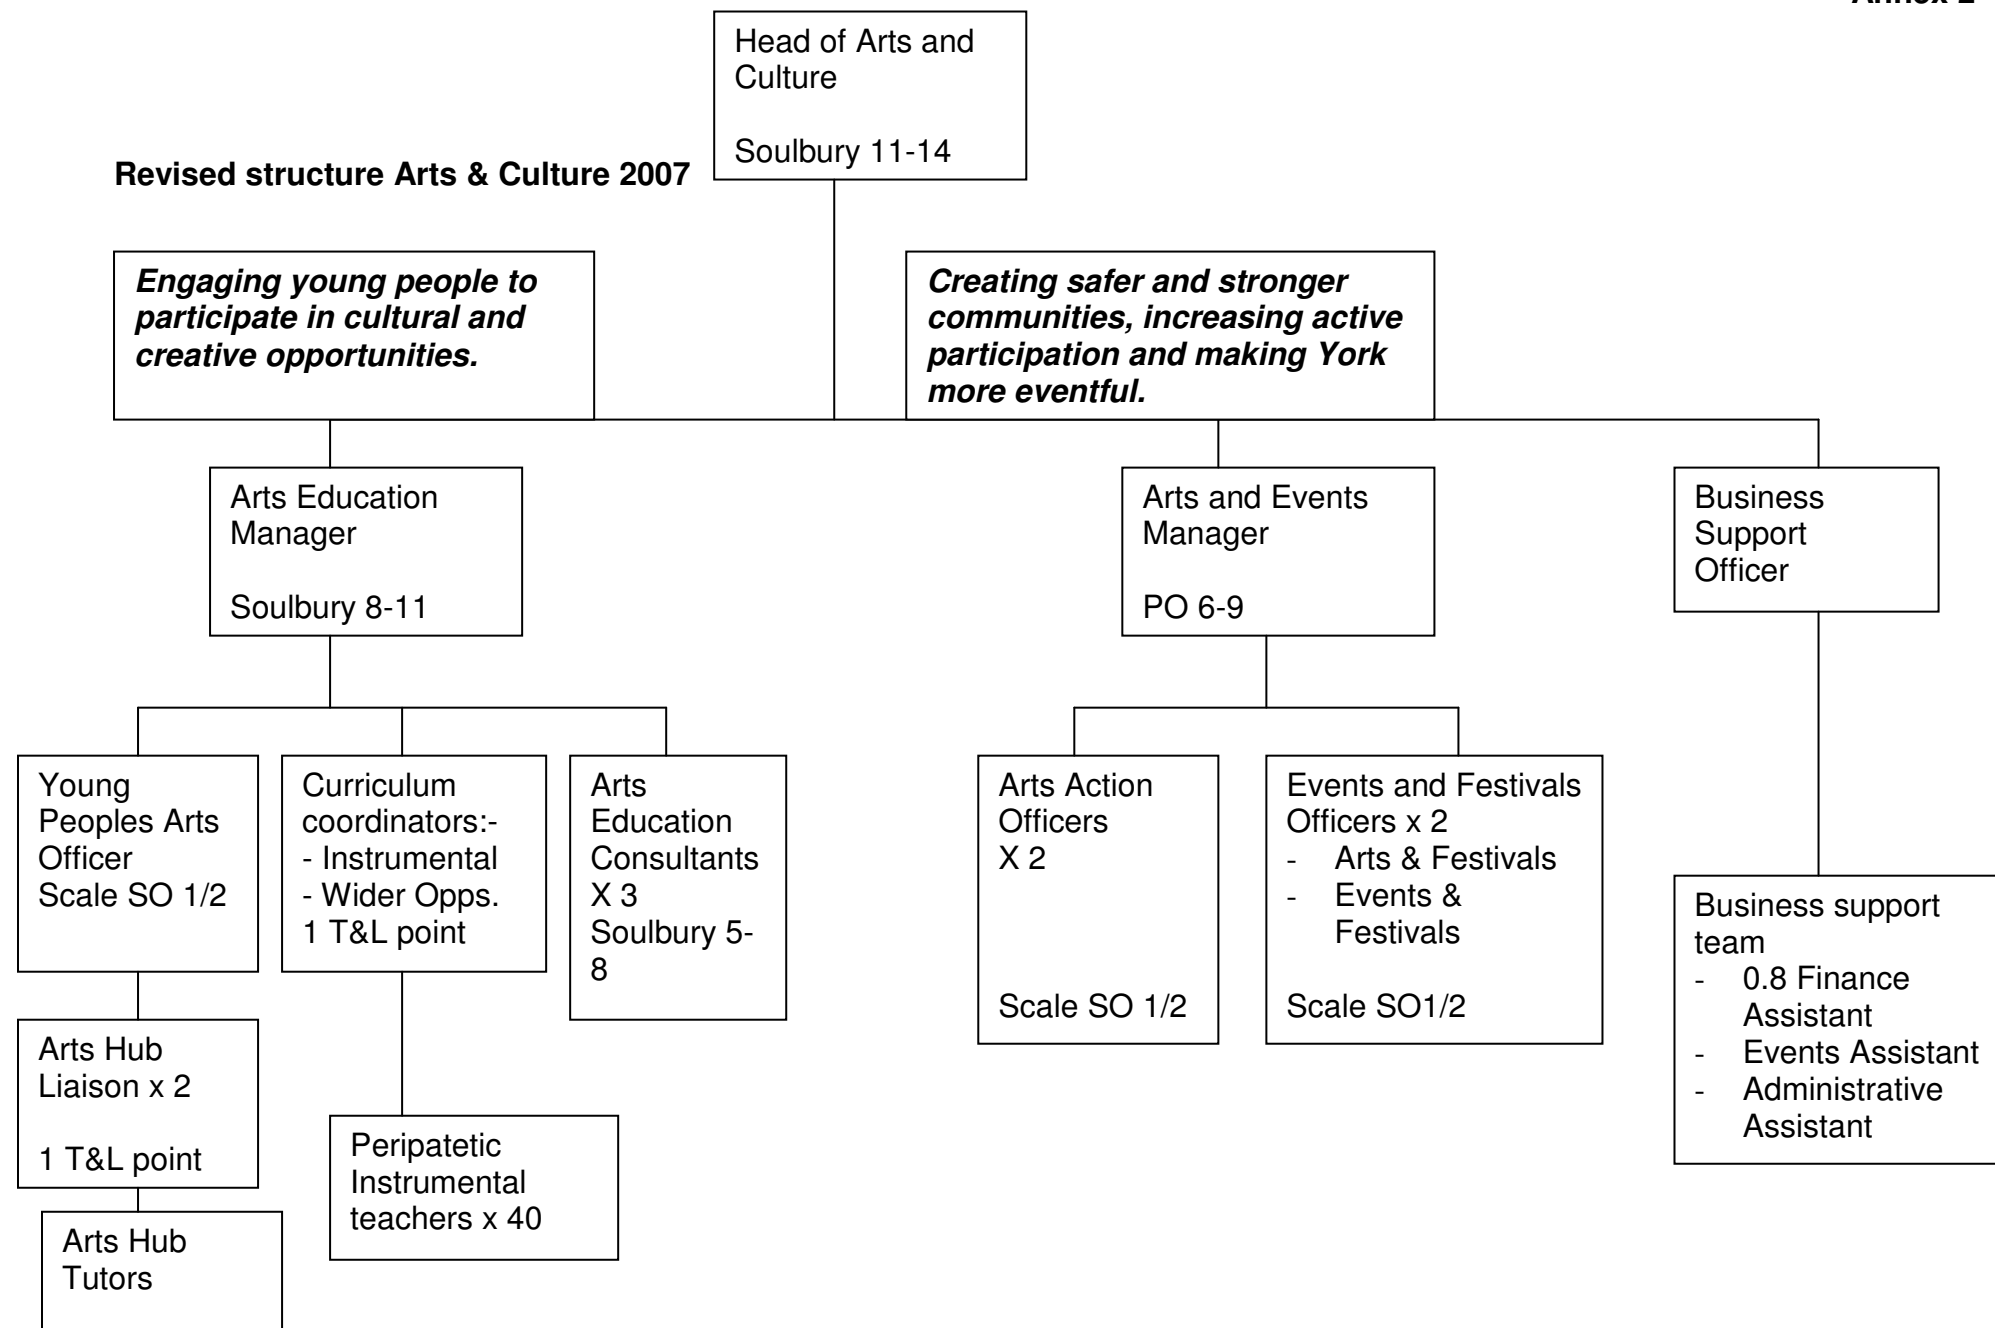 Head of Arts and
Culture
Soulbury 11-14
Revised structure Arts & Culture 2007
Engaging young people to
participate in cultural and
creative opportunities.
Creating safer and stronger
communities, increasing active
participation and making York
more eventful.
Arts Education
Manager
Soulbury 8-11
Arts and Events
Manager
PO 6-9
Business
Support
Officer
Young
Peoples Arts
Officer
Scale SO 1/2
Curriculum
coordinators:-
- Instrumental
- Wider Opps.
1 T&L point
Arts
Education
Consultants
X 3
Soulbury 5-
8
Arts Action
Officers
X 2
Scale SO 1/2
Events and Festivals
Officers x 2
- Arts & Festivals
- Events &
Festivals
Scale SO1/2
Business support
team
- 0.8 Finance
Assistant
- Events Assistant
- Administrative
Assistant
Arts Hub
Liaison x 2
1 T&L point
Peripatetic
Instrumental
teachers x 40
Arts Hub
Tutors